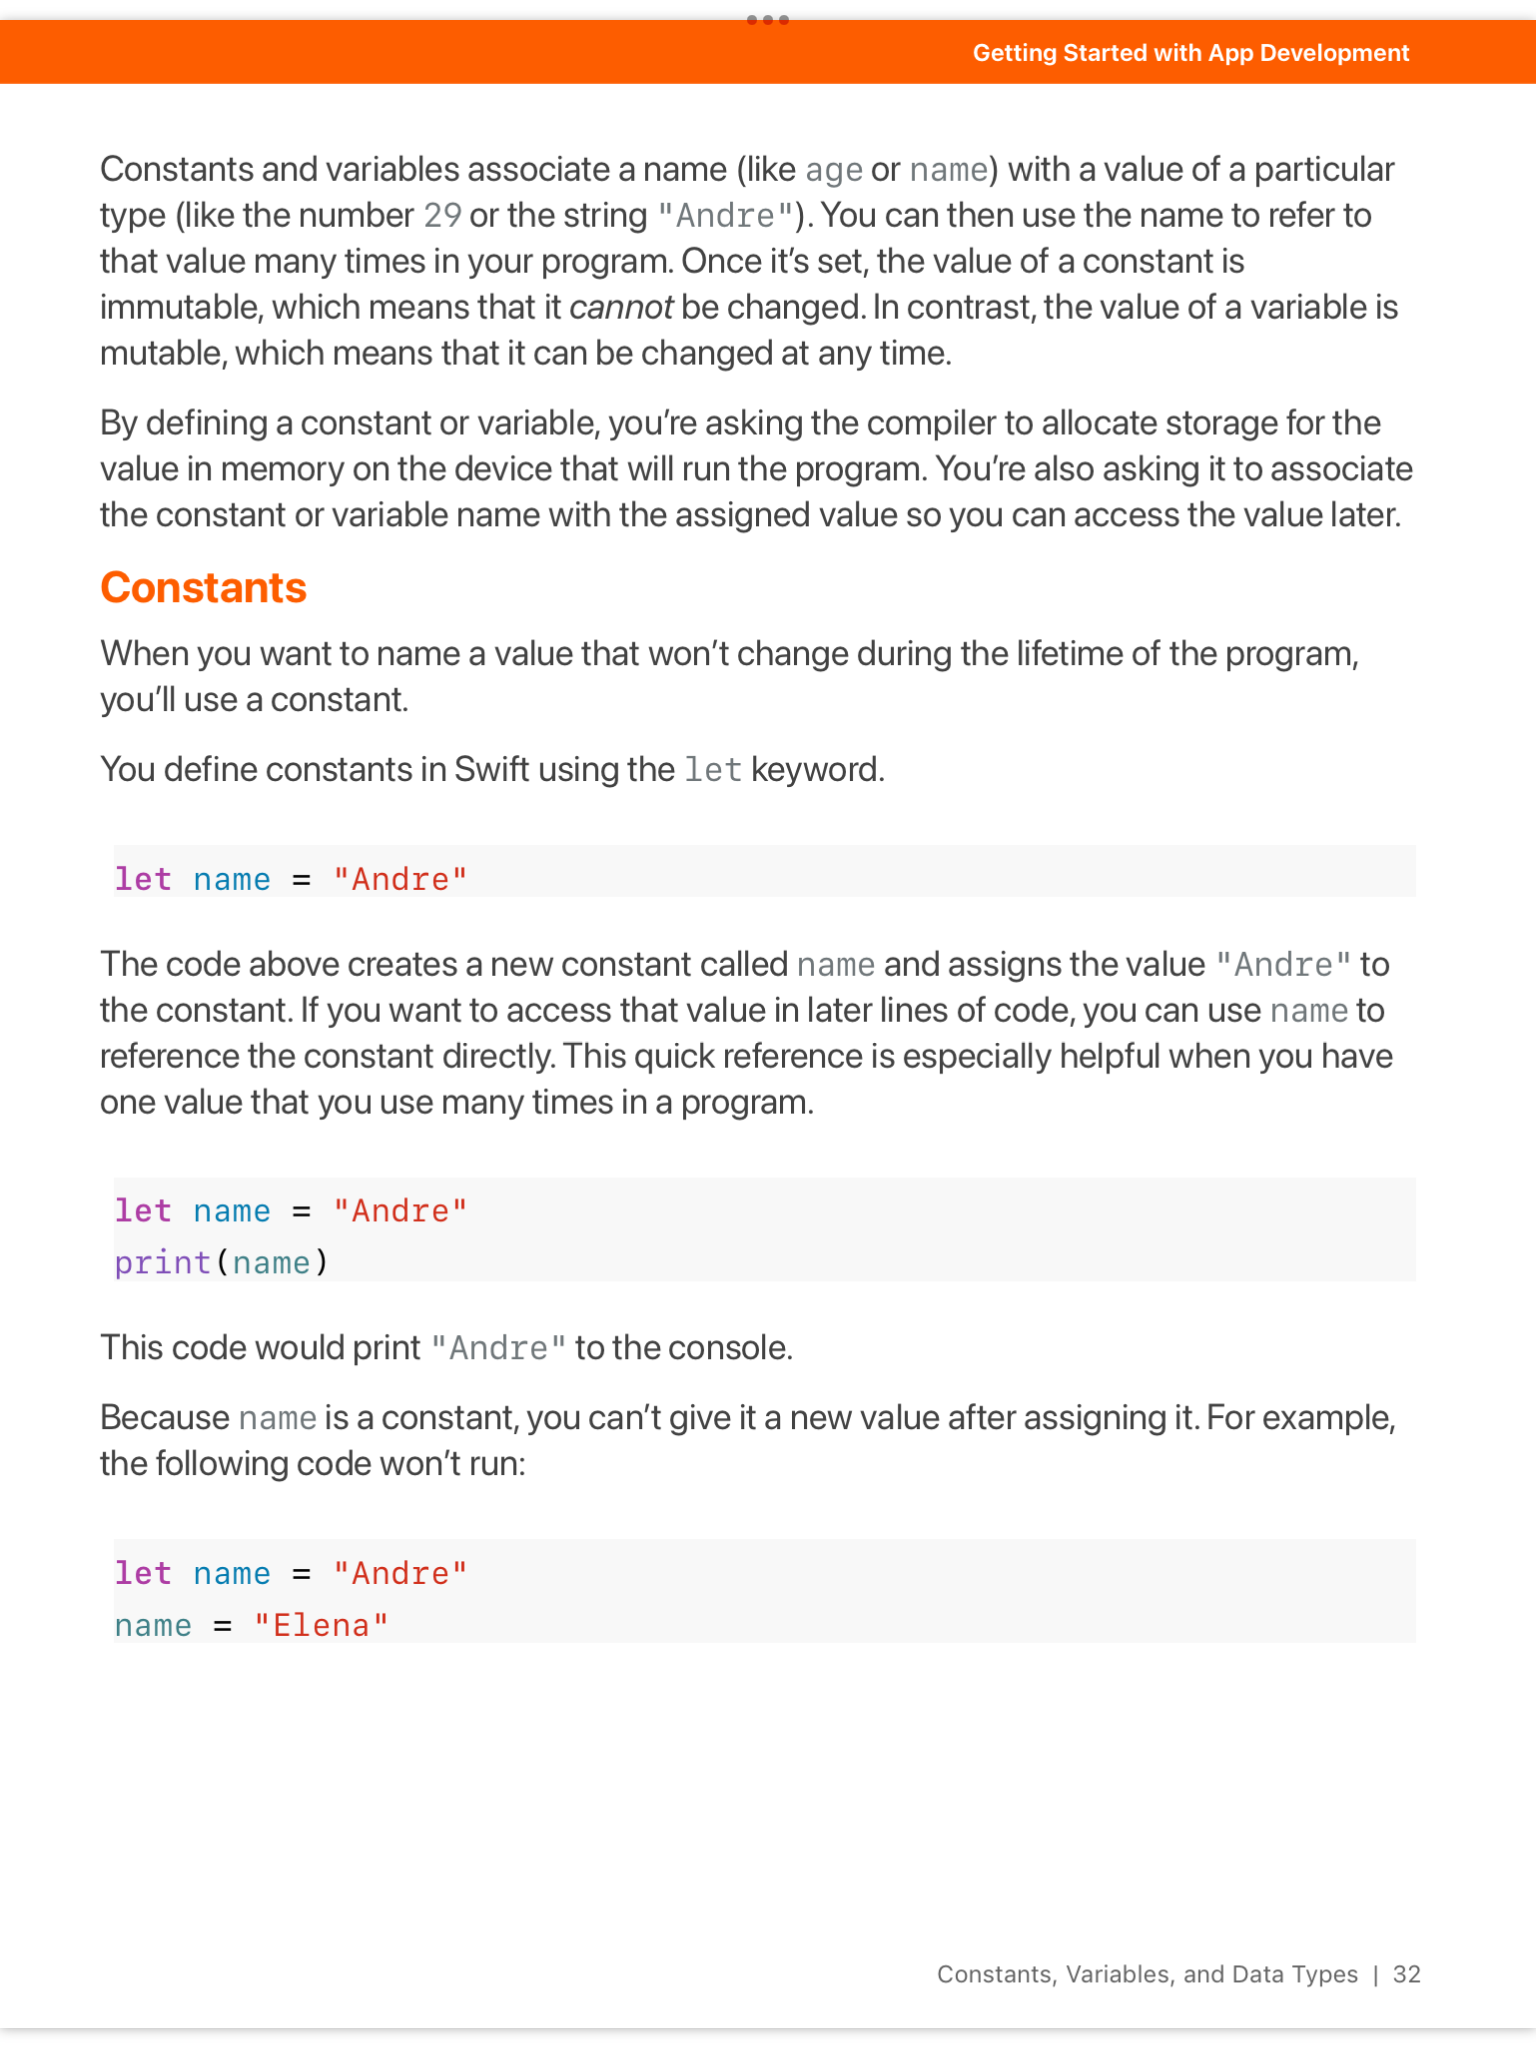 Getting Started with App Development
Constants and variables associate a name (like age or name) with a value of a particular
type (like the number 29 or the string "Andre"). You can then use the name to refer to
that value many times in your program. Once it’s set, the value of a constant is
immutable, which means that it cannot be changed. In contrast, the value of a variable is
mutable, which means that it can be changed at any time.
By defining a constant or variable, you’re asking the compiler to allocate storage for the
value in memory on the device that will run the program. You’re also asking it to associate
the constant or variable name with the assigned value so you can access the value later.
Constants
When you want to name a value that won’t change during the lifetime of the program,
you’ll use a constant.
You define constants in Swift using the let keyword.
let name = "Andre"
The code above creates a new constant called name and assigns the value "Andre" to
the constant. If you want to access that value in later lines of code, you can use name to
reference the constant directly. This quick reference is especially helpful when you have
one value that you use many times in a program.
let name = "Andre"
print(name)
This code would print "Andre" to the console.
Because name is a constant, you can’t give it a new value after assigning it. For example,
the following code won’t run:
let name = "Andre"
name = "Elena"
Constants, Variables, and Data Types | 32